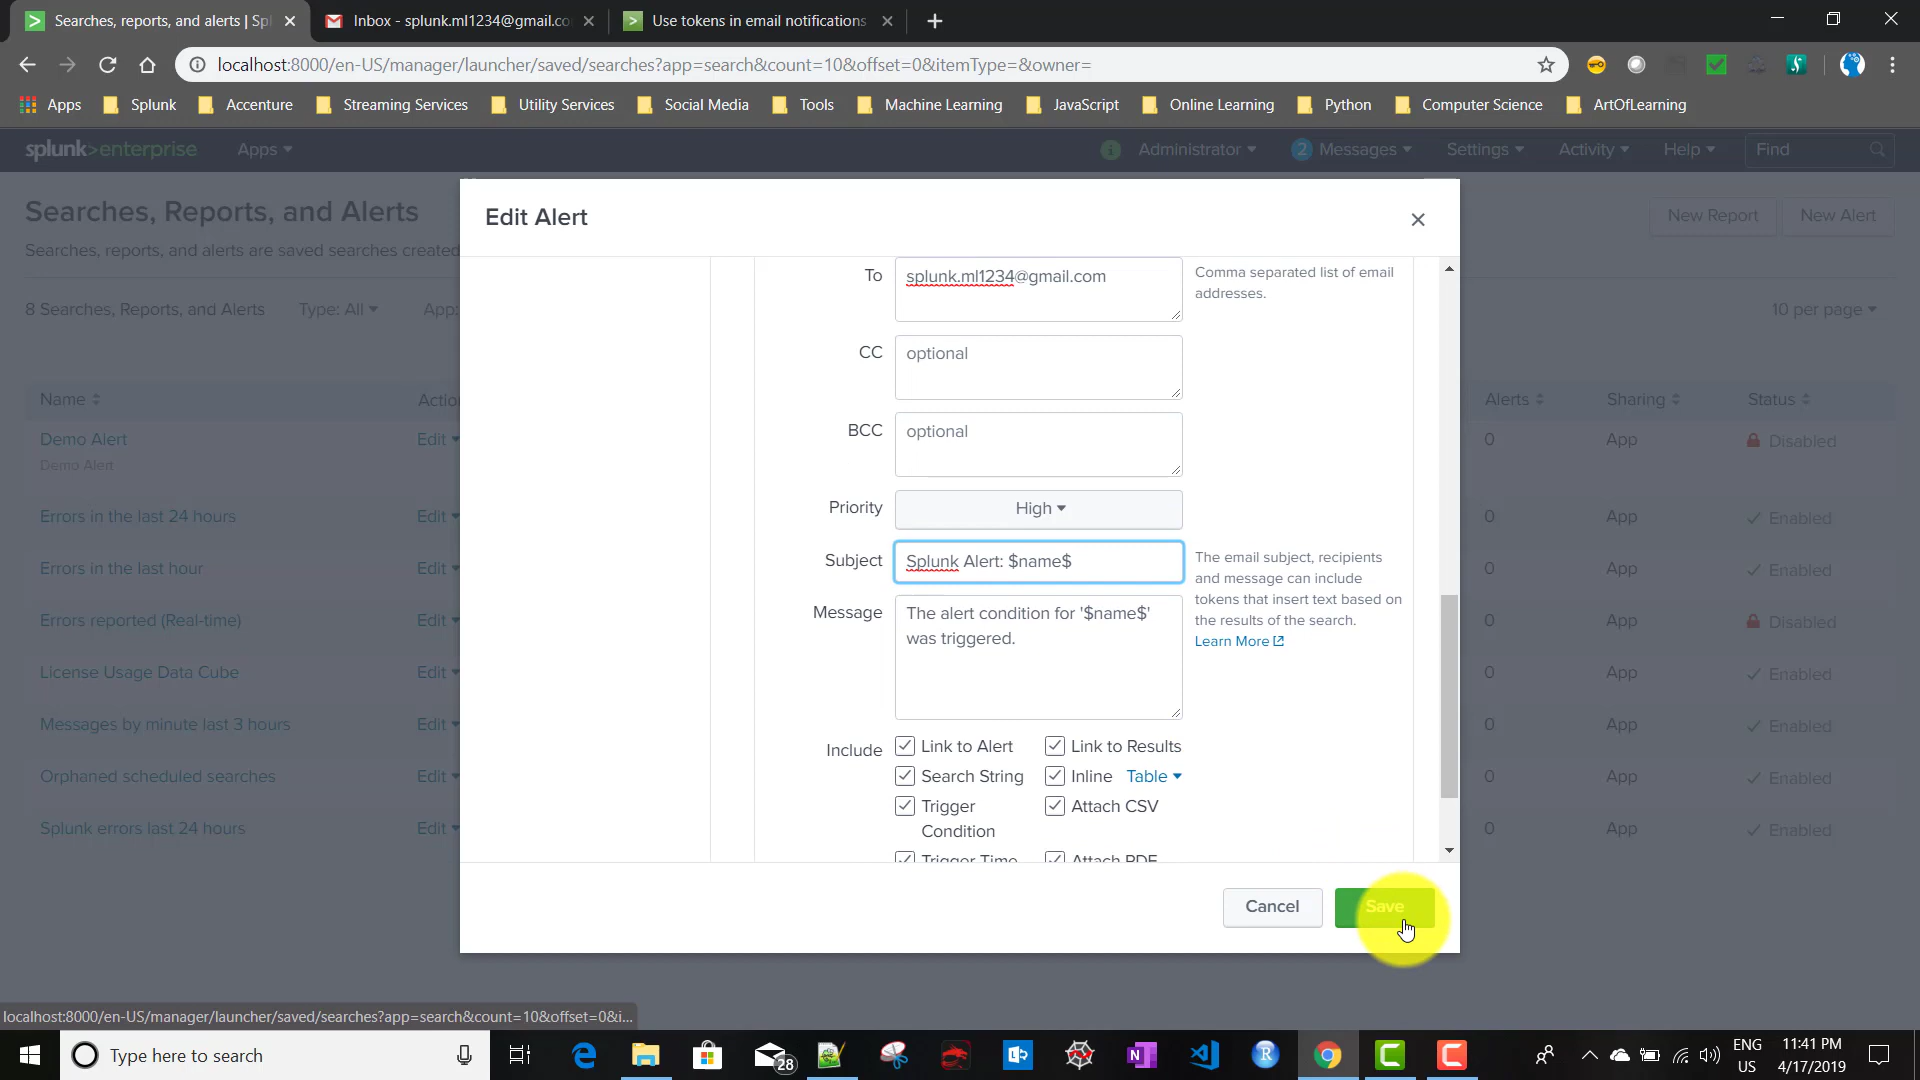 Searches, reports, and alerts | Spl
Inbox - splunk.ml1234@gmail.co
Use tokens in email notifications
localhost:8000/en-US/manager/launcher/saved/searches?app=search&count=10&offset=0&itemType=&owner=
Apps Splunk Accenture Streaming Services Utility Services Social Media Tools Machine Learning JavaScript Online Learning Python Computer Science ArtOfLearning
splunk>enterprise Apps Administrator 2 Messages Settings Activity Help Find
Searches, Reports, and Alerts
New Report New Alert
Searches, reports, and alerts are saved searches created
8 Searches, Reports, and Alerts Type: All App: 10 per page
Name Actio Alerts Sharing Status
Demo Alert Edit 0 App Disabled
Demo Alert
Errors in the last 24 hours Edit 0 App Enabled
Errors in the last hour Edit 0 App Enabled
Errors reported (Real-time) Edit 0 App Disabled
License Usage Data Cube Edit 0 App Enabled
Messages by minute last 3 hours Edit 0 App Enabled
Orphaned scheduled searches Edit 0 App Enabled
Splunk errors last 24 hours Edit 0 App Enabled
Edit Alert
To splunk.ml1234@gmail.com
Comma separated list of email
addresses.
CC optional
BCC optional
Priority High
Subject Splunk Alert: $name$
The email subject, recipients
and message can include
tokens that insert text based on
the results of the search.
Learn More
Message The alert condition for '$name$'
was triggered.
Include Link to Alert Link to Results
Search String Inline Table
Trigger Attach CSV
Condition
Trigger Time Attach PDF
Cancel Save
localhost:8000/en-US/manager/launcher/saved/searches?app=search&count=10&offset=0&i...
Type here to search
28
ENG
US
11:41 PM
4/17/2019